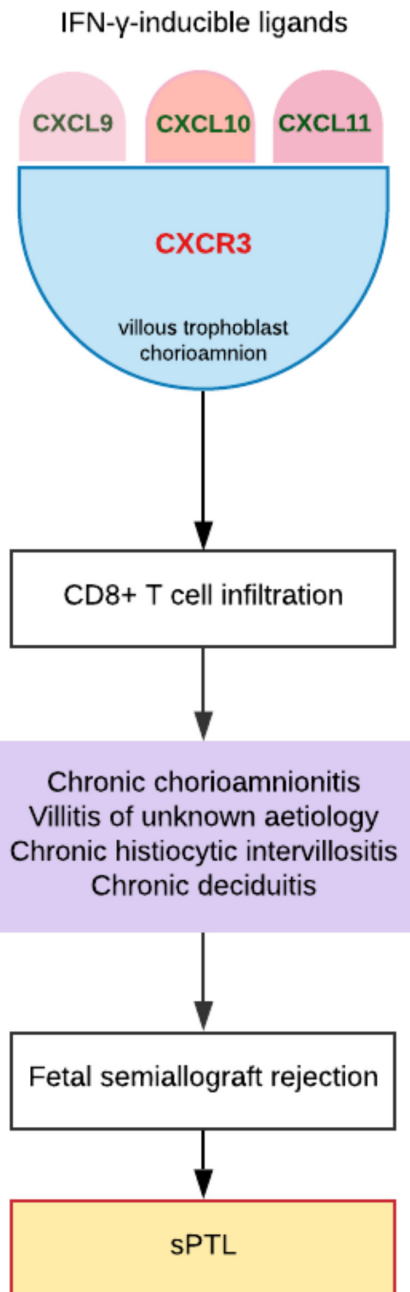 IFN-γ-inducible ligands
CXCL9 CXCL10 CXCL11
CXCR3
villous trophoblast
chorioamnion
CD8+ T cell infiltration
Chronic chorioamnionitis
Villitis of unknown aetiology
Chronic histiocytic intervillositis
Chronic deciduitis
Fetal semiallograft rejection
sPTL